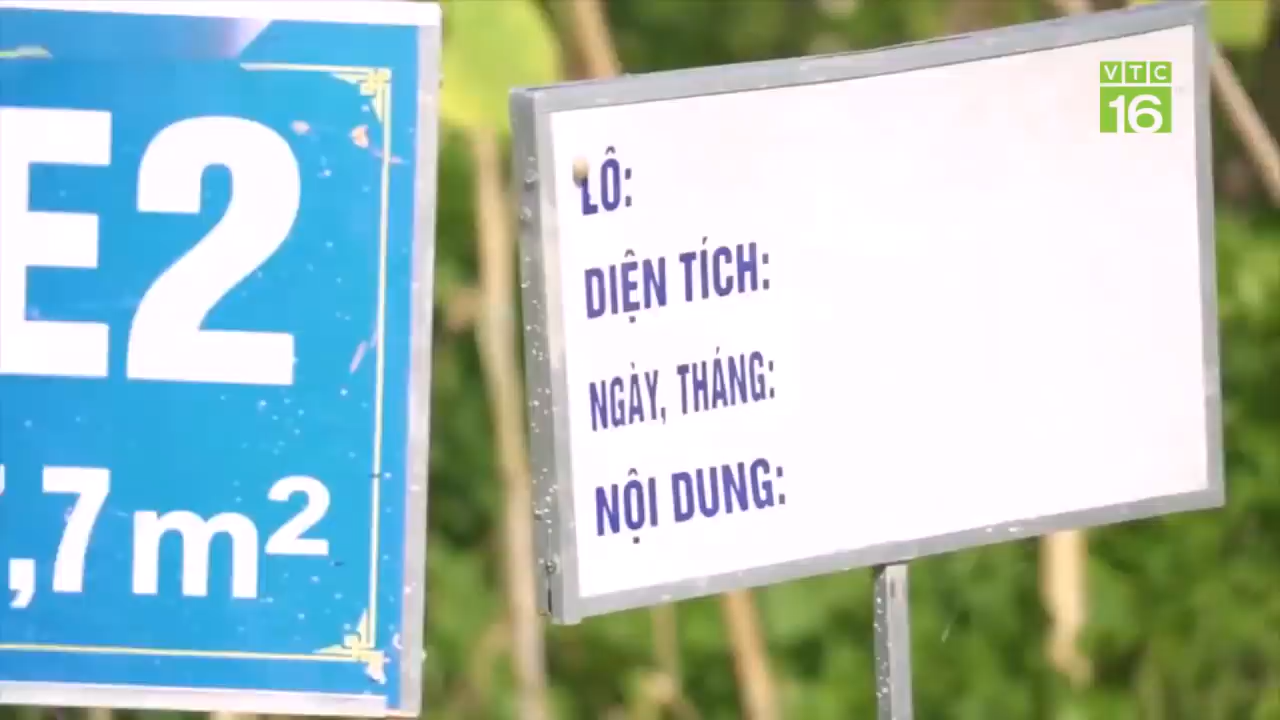 E2
,7m²
LÔ:
DIỆN TÍCH:
NGÀY, THÁNG:
NỘI DUNG:
VTC
16